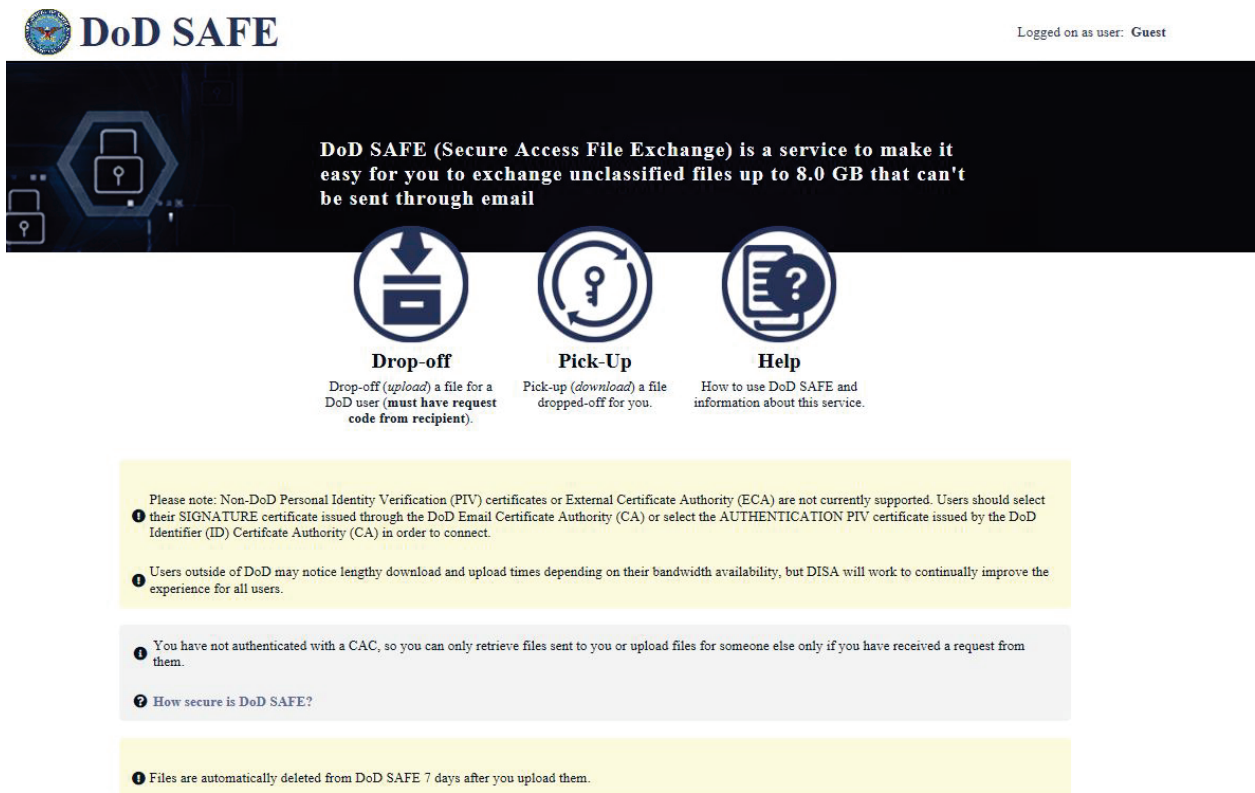 DoD SAFE
Logged on as user: Guest
DoD SAFE (Secure Access File Exchange) is a service to make it
easy for you to exchange unclassified files up to 8.0 GB that can't
be sent through email
Drop-off
Drop-off (upload) a file for a
DoD user (must have request
code from recipient).
Pick-Up
Pick-up (download) a file
dropped-off for you.
Help
How to use DoD SAFE and
information about this service.
Please note: Non-DoD Personal Identity Verification (PIV) certificates or External Certificate Authority (ECA) are not currently supported. Users should select
their SIGNATURE certificate issued through the DoD Email Certificate Authority (CA) or select the AUTHENTICATION PIV certificate issued by the DoD
Identifier (ID) Certifcate Authority (CA) in order to connect.
Users outside of DoD may notice lengthy download and upload times depending on their bandwidth availability, but DISA will work to continually improve the
experience for all users.
You have not authenticated with a CAC, so you can only retrieve files sent to you or upload files for someone else only if you have received a request from
them.
How secure is DoD SAFE?
Files are automatically deleted from DoD SAFE 7 days after you upload them.